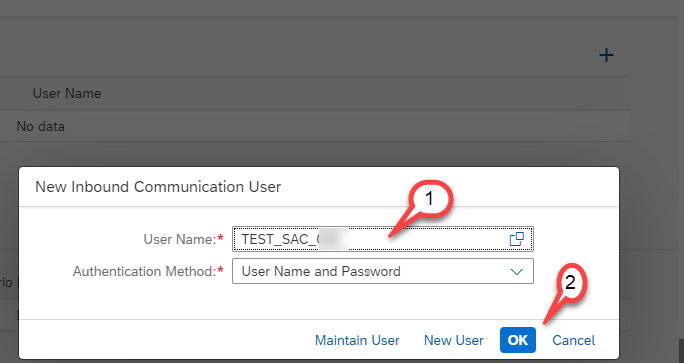 +
User Name
No data
New Inbound Communication User
1
User Name:* TEST_SAC_
Authentication Method:* User Name and Password
2
Maintain User New User OK Cancel